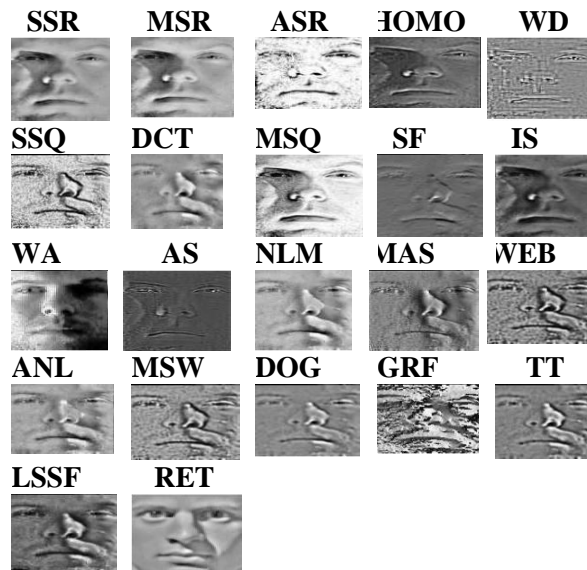 SSR MSR ASR HOMO WD
SSQ DCT MSQ SF IS
WA AS NLM MAS WEB
ANL MSW DOG GRF TT
LSSF RET